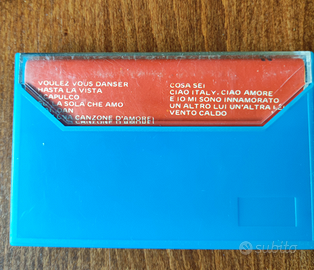 VOULEZ VOUS DANSER
HASTA LA VISTA
CAPULCO
A SOLA CHE AMO
CANZONE D'AMORE)
COSA SEI
CIAO ITALY, CIAO AMORE
E IO MI SONO INNAMORATO
UN ALTRO LUI UN'ALTRA LEI
VENTO CALDO
subito